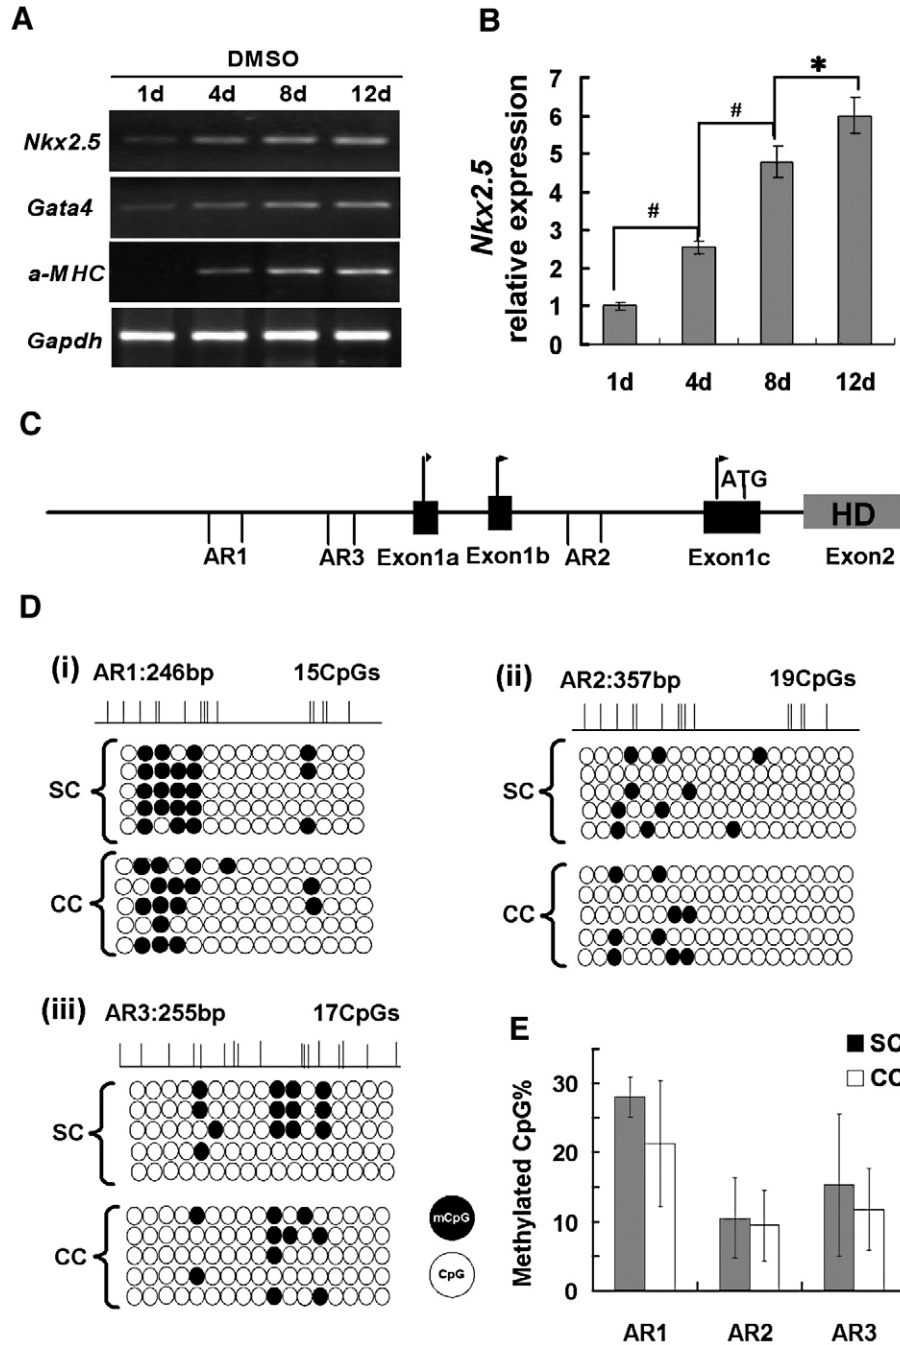 A
DMSO
1d 4d 8d 12d
Nkx2.5
Gata4
a-MHC
Gapdh
B
Nkx2.5
relative expression
7
6
5
4
3
2
1
0
# # *
1d 4d 8d 12d
C
ATG
HD
AR1 AR3 Exon1a Exon1b AR2 Exon1c Exon2
D
(i) AR1:246bp 15CpGs
SC
CC
(ii) AR2:357bp 19CpGs
SC
CC
(iii) AR3:255bp 17CpGs
SC
CC
mCpG
CpG
E
Methylated CpG%
30
20
10
0
SC
CC
AR1 AR2 AR3